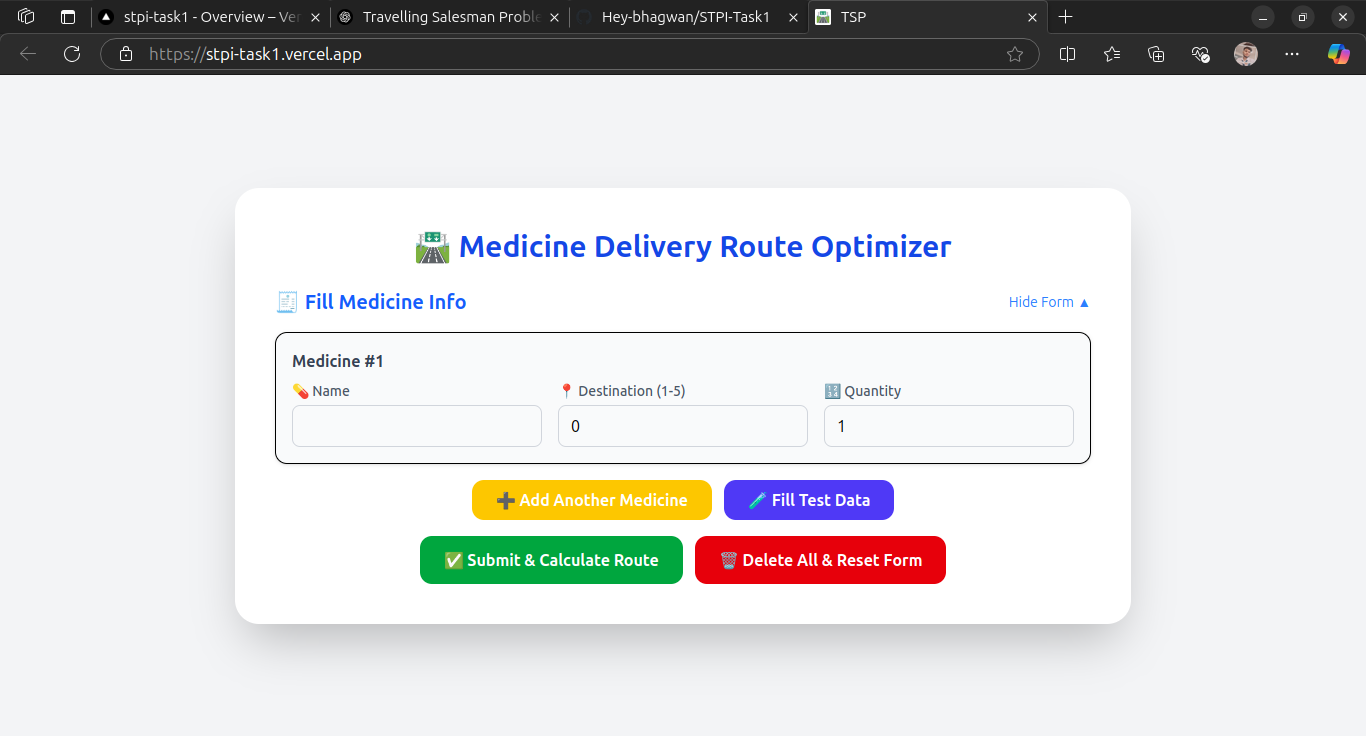 stpi-task1 - Overview – Ver
Travelling Salesman Proble
Hey-bhagwan/STPI-Task1
TSP
https://stpi-task1.vercel.app
Medicine Delivery Route Optimizer
Fill Medicine Info
Hide Form ▲
Medicine #1
Name
Destination (1-5)
Quantity
0
1
Add Another Medicine
Fill Test Data
Submit & Calculate Route
Delete All & Reset Form